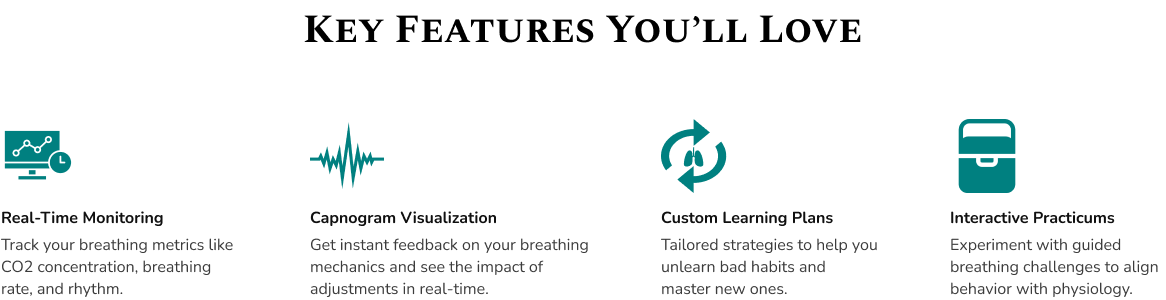 Key Features You’ll Love
Real-Time Monitoring
Track your breathing metrics like
CO2 concentration, breathing
rate, and rhythm.
Capnogram Visualization
Get instant feedback on your breathing
mechanics and see the impact of
adjustments in real-time.
Custom Learning Plans
Tailored strategies to help you
unlearn bad habits and
master new ones.
Interactive Practicums
Experiment with guided
breathing challenges to align
behavior with physiology.